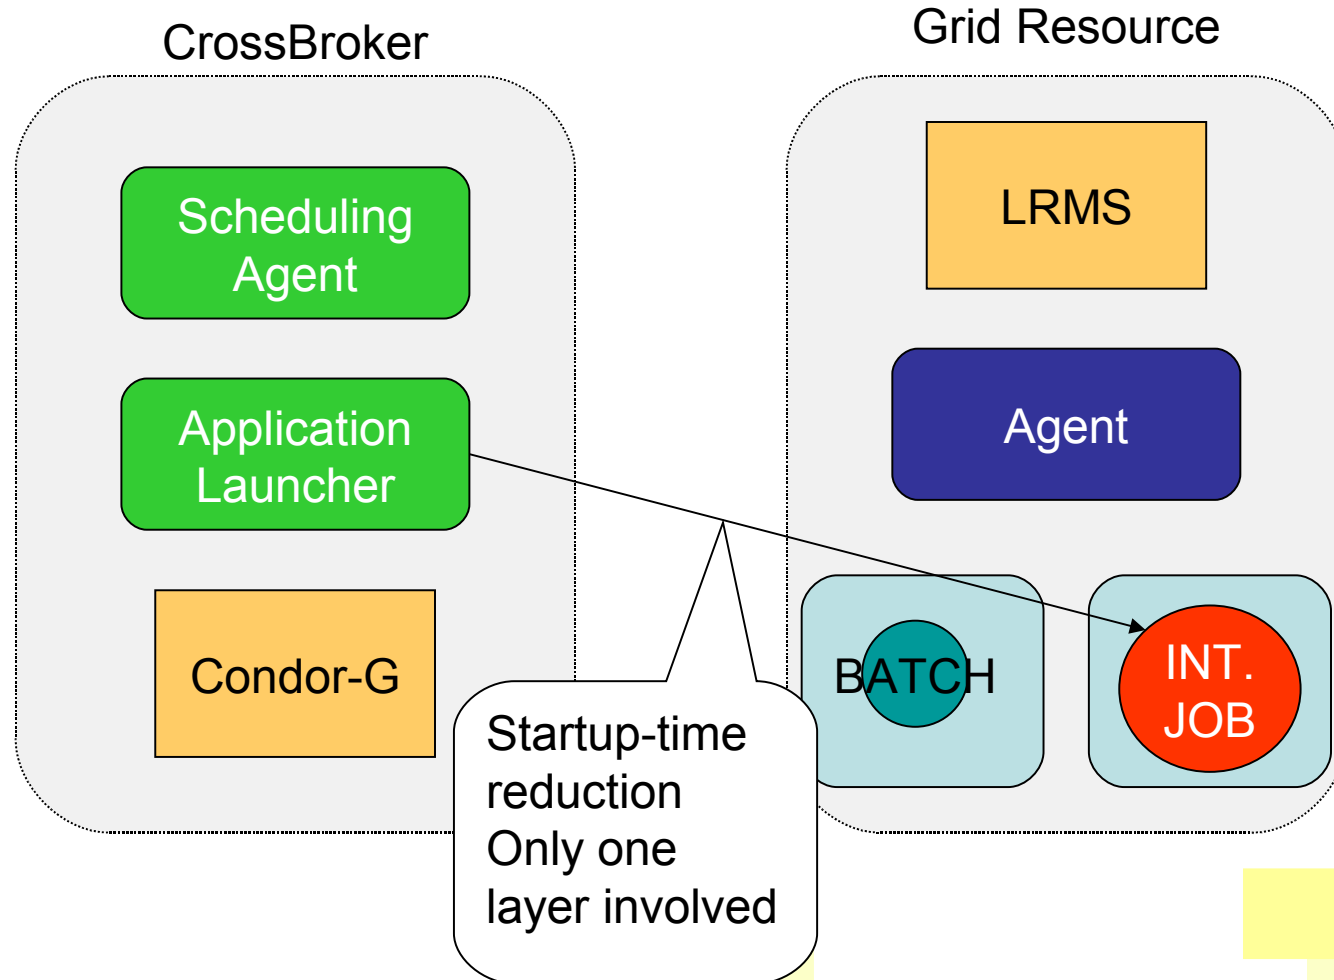 CrossBroker
Grid Resource
Scheduling
Agent
LRMS
Application
Launcher
Agent
Condor-G
BATCH
INT.
JOB
Startup-time
reduction
Only one
layer involved